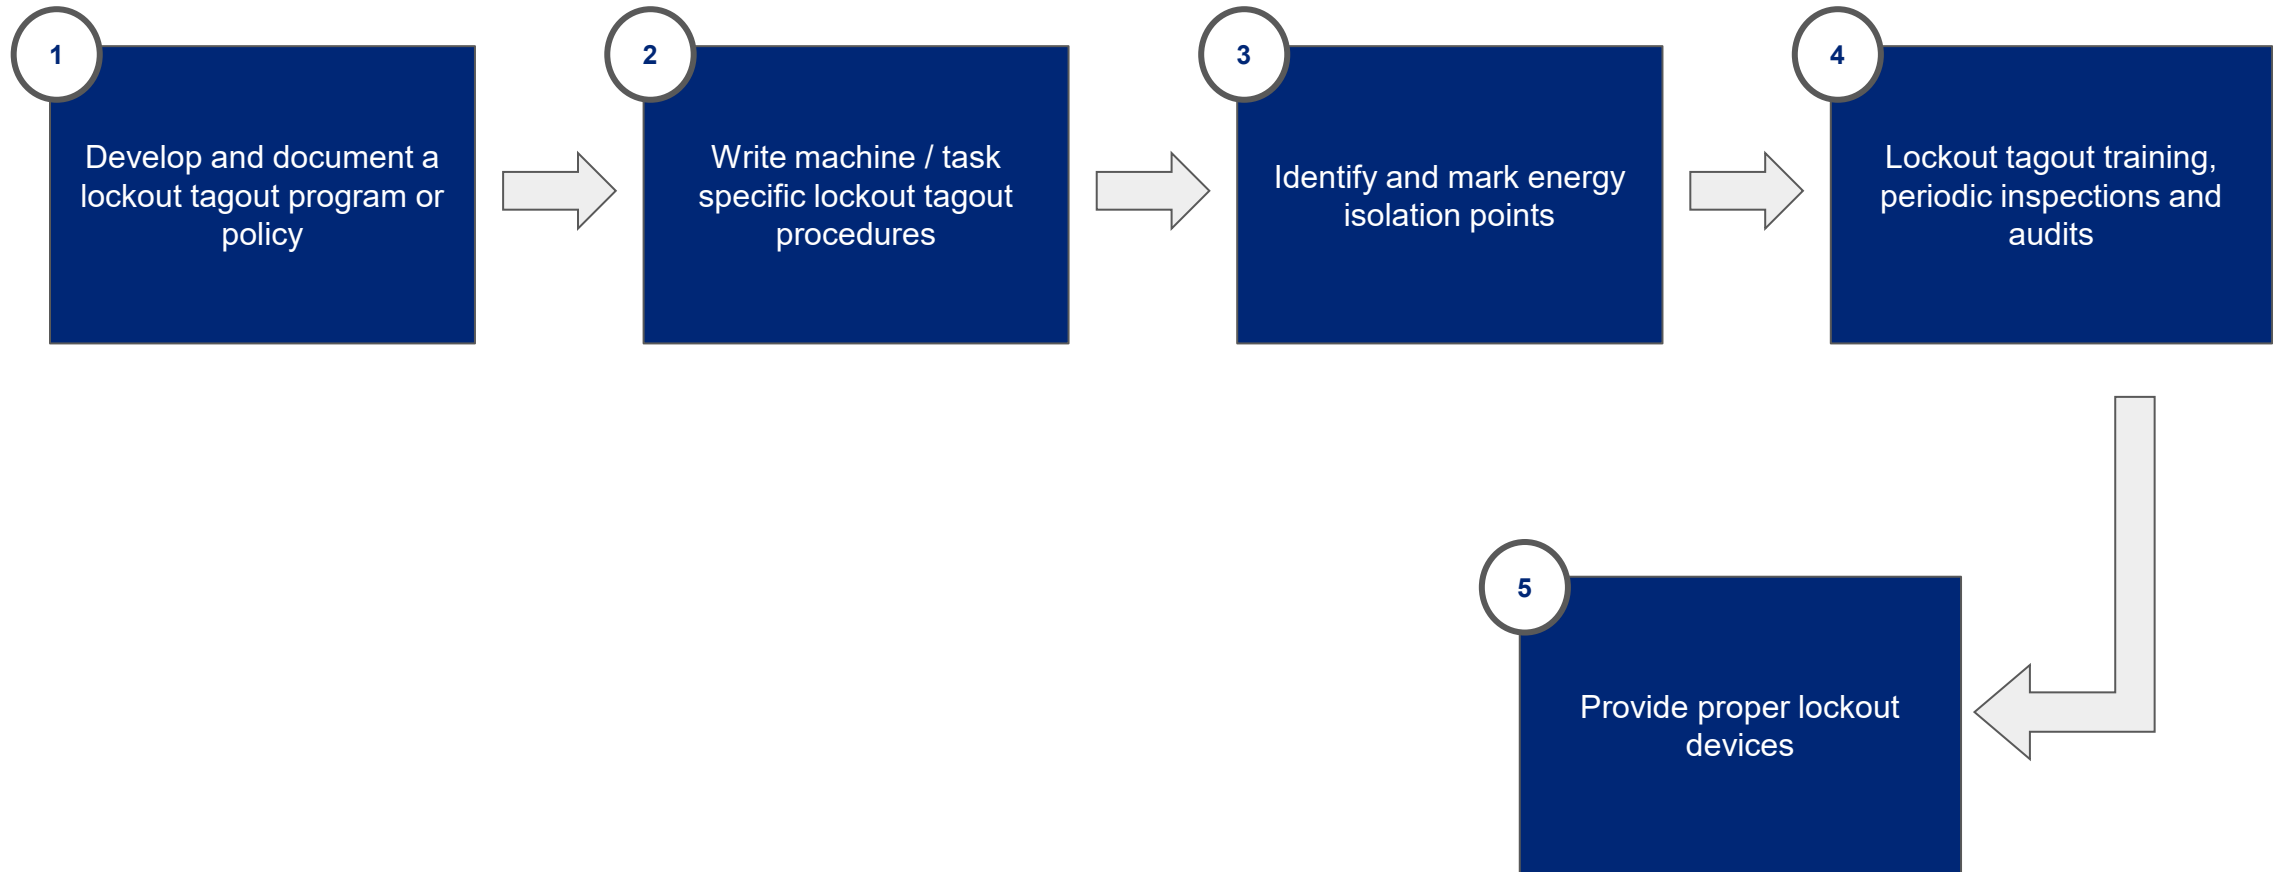 1
Develop and document a
lockout tagout program or
policy
2
Write machine / task
specific lockout tagout
procedures
3
Identify and mark energy
isolation points
4
Lockout tagout training,
periodic inspections and
audits
5
Provide proper lockout
devices